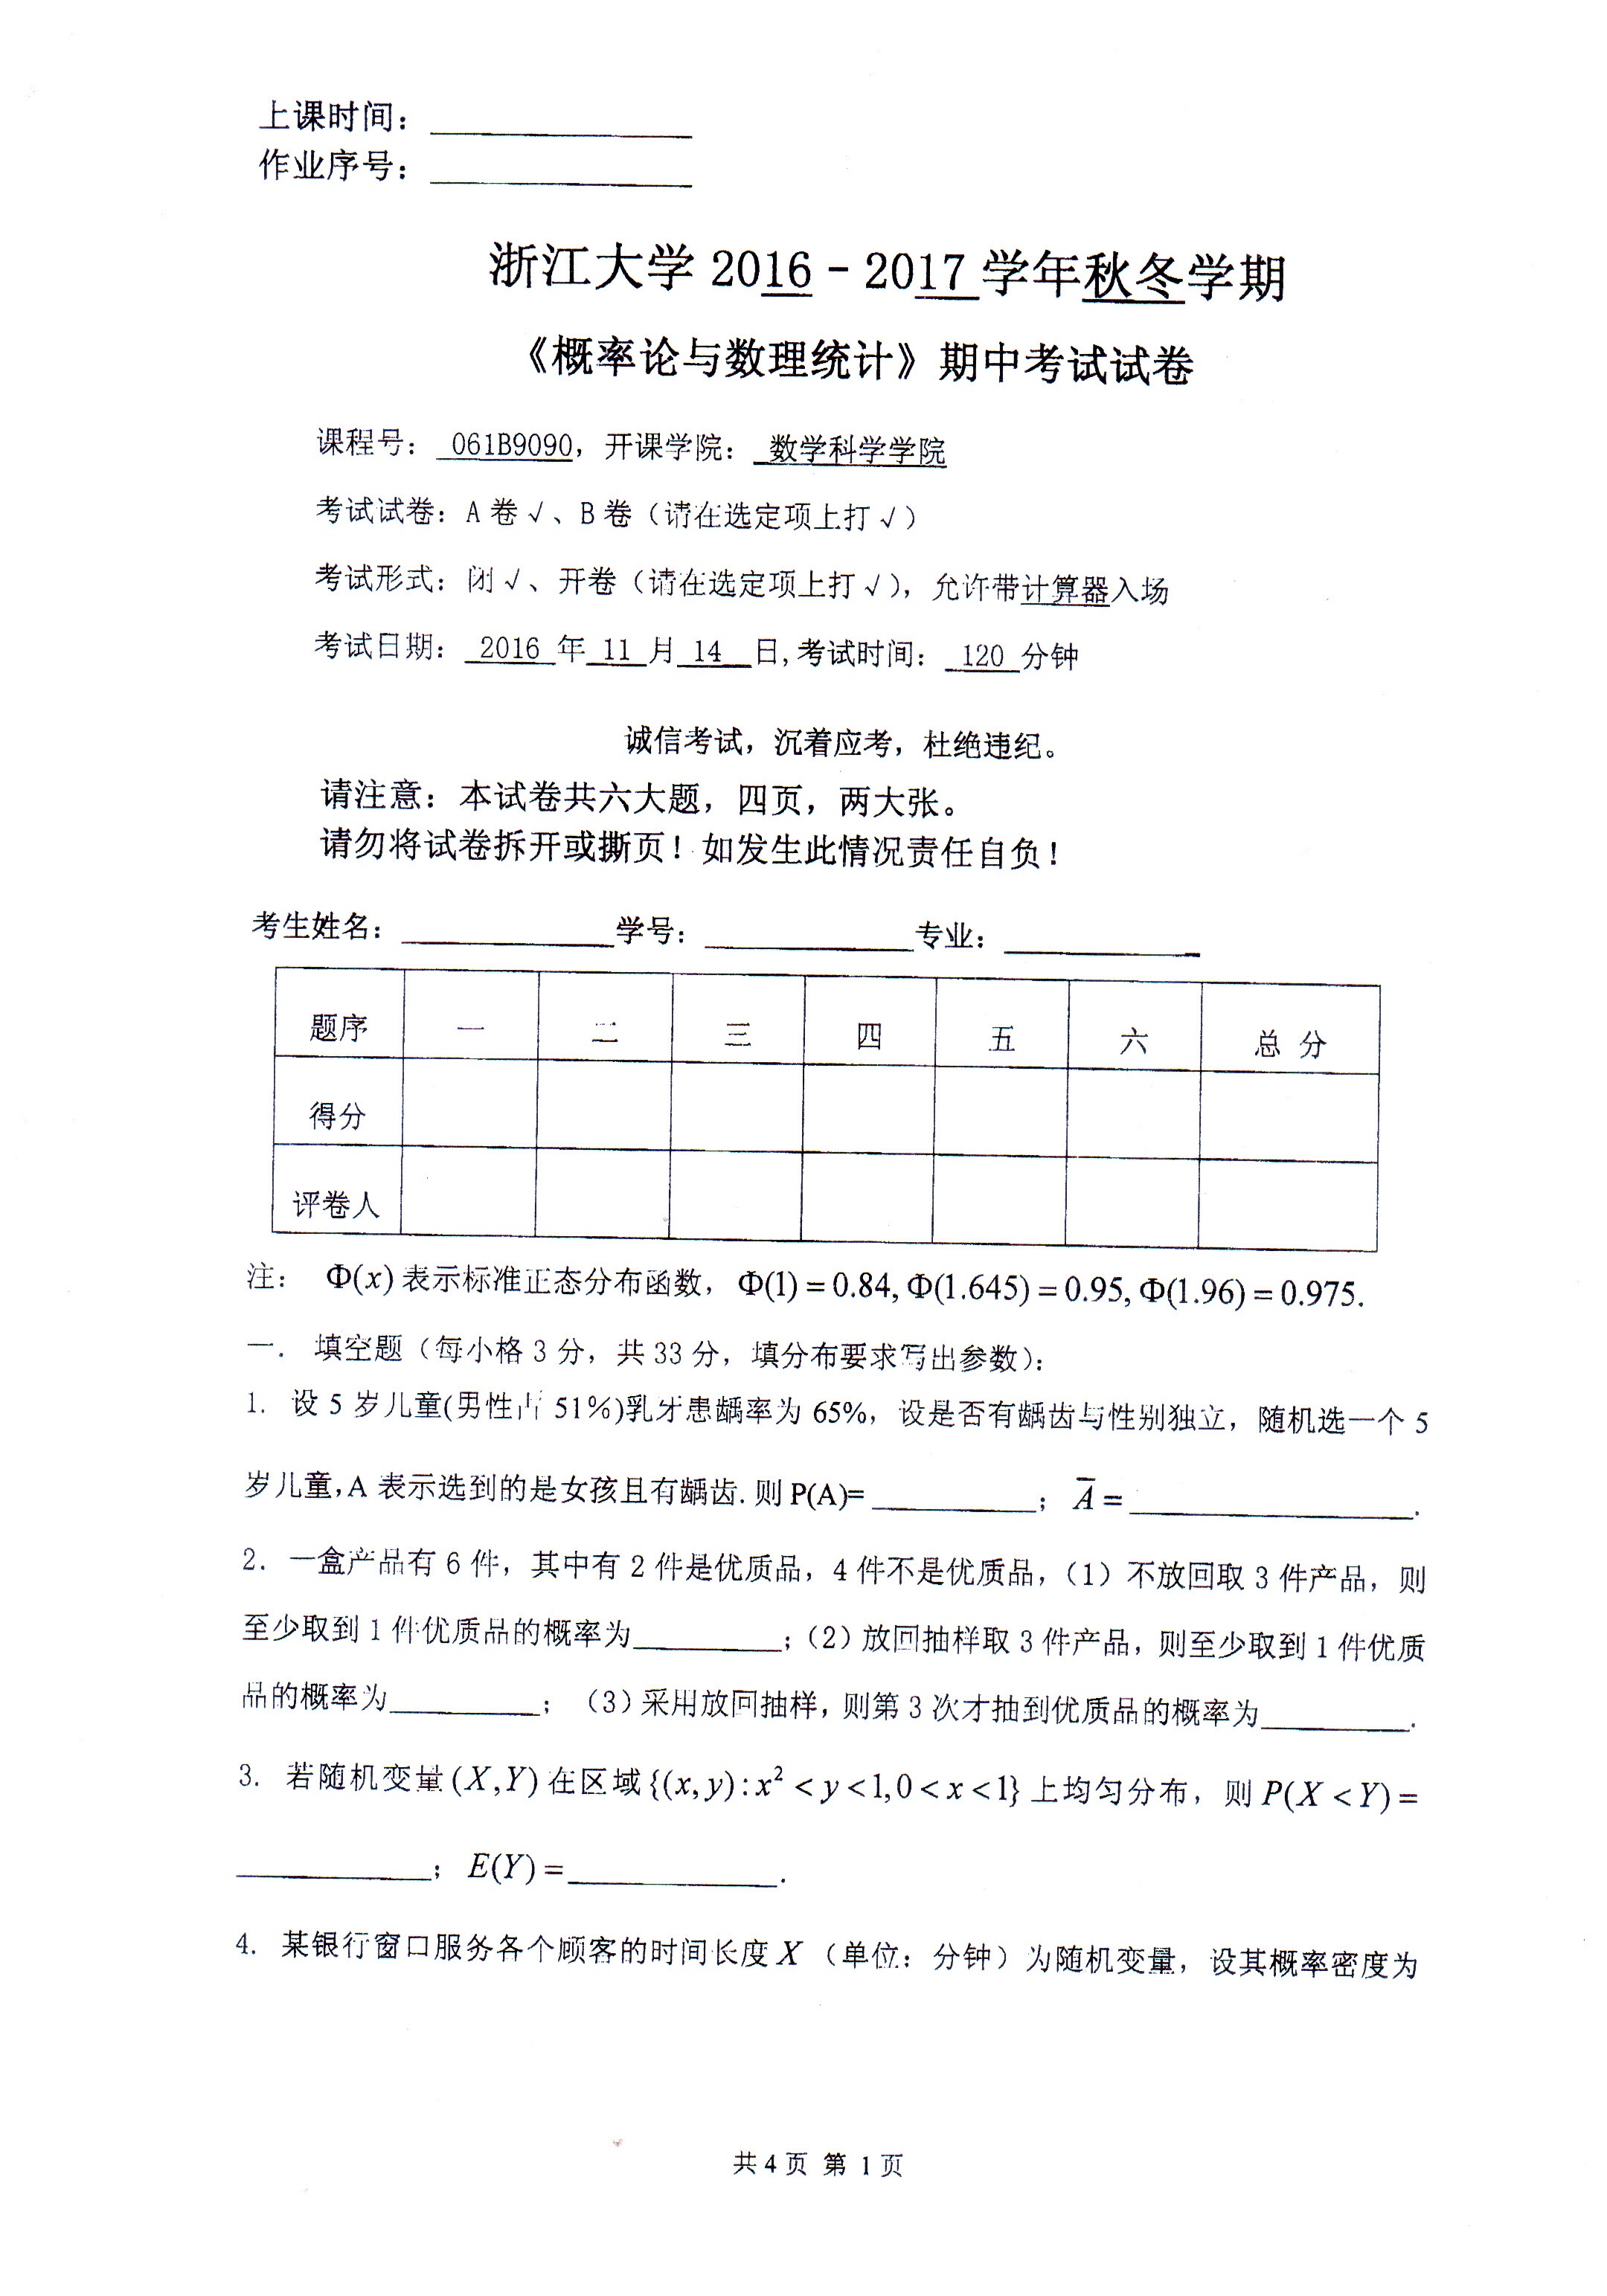 上课时间：
作业序号：
浙江大学 2016－2017 学年秋冬学期
《概率论与数理统计》期中考试试卷
课程号： 061B9090，开课学院： 数学科学学院
考试试卷：A 卷√、B 卷（请在选定项上打√）
考试形式：闭√、开卷（请在选定项上打√），允许带计算器入场
考试日期： 2016 年 11 月 14 日,考试时间： 120 分钟
诚信考试，沉着应考，杜绝违纪。
请注意：本试卷共六大题，四页，两大张。
请勿将试卷拆开或撕页！如发生此情况责任自负！
考生姓名：学号：专业：
题序 一 二 三 四 五 六 总 分
得分
评卷人
注： Φ(x) 表示标准正态分布函数，Φ(1) = 0.84, Φ(1.645) = 0.95, Φ(1.96) = 0.975.
一． 填空题（每小格 3 分，共 33 分，填分布要求写出参数）：
1. 设 5 岁儿童(男性占 51%)乳牙患龋率为 65%，设是否有龋齿与性别独立，随机选一个 5
岁儿童,A 表示选到的是女孩且有龋齿.则 P(A)= ________； A̅ = ________.
2．一盒产品有 6 件，其中有 2 件是优质品，4 件不是优质品，（1）不放回取 3 件产品，则
至少取到 1 件优质品的概率为________；（2）放回抽样取 3 件产品，则至少取到 1 件优质
品的概率为________； （3）采用放回抽样，则第 3 次才抽到优质品的概率为________.
3. 若随机变量 (X,Y) 在区域 {(x,y): x² < y <1,0 < x <1} 上均匀分布，则 P(X < Y) =
________；E(Y) = ________.
4. 某银行窗口服务各个顾客的时间长度 X（单位：分钟）为随机变量，设其概率密度为
共 4 页 第 1 页